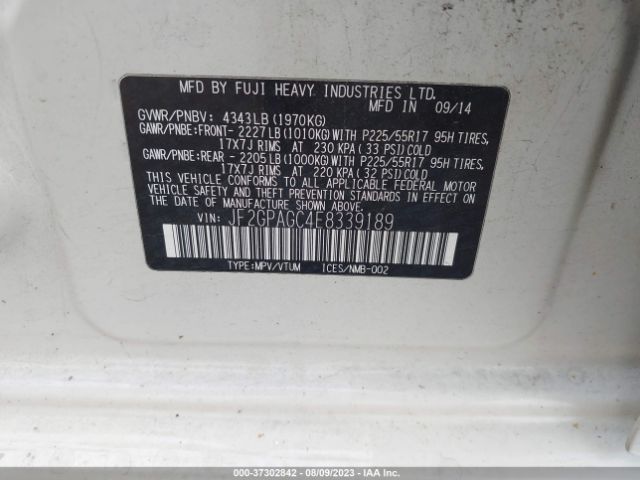 MFD BY FUJI HEAVY INDUSTRIES LTD.
MFD IN 09/14
GVWR/PNBV: 4343LB(1970KG)
GAWR/PNBE:FRONT- 2227LB(1010KG)WITH P225/55R17 95H TIRES,
17X7J RIMS AT 230 KPA(33 PSI)COLD
GAWR/PNBE:REAR - 2205LB(1000KG)WITH P225/55R17 95H TIRES,
17X7J RIMS AT 220 KPA(32 PSI)COLD
THIS VEHICLE CONFORMS TO ALL APPLICABLE FEDERAL MOTOR
VEHICLE SAFETY AND THEFT PREVENTION STANDARDS IN EFFECT ON
THE DATE OF MANUFACTURE SHOWN ABOVE.
VIN: JF2GPAGC4E8339189
TYPE:MPV/VTUM ICES/NMB-002
000-37302842 - 08/09/2023 - IAA Inc.